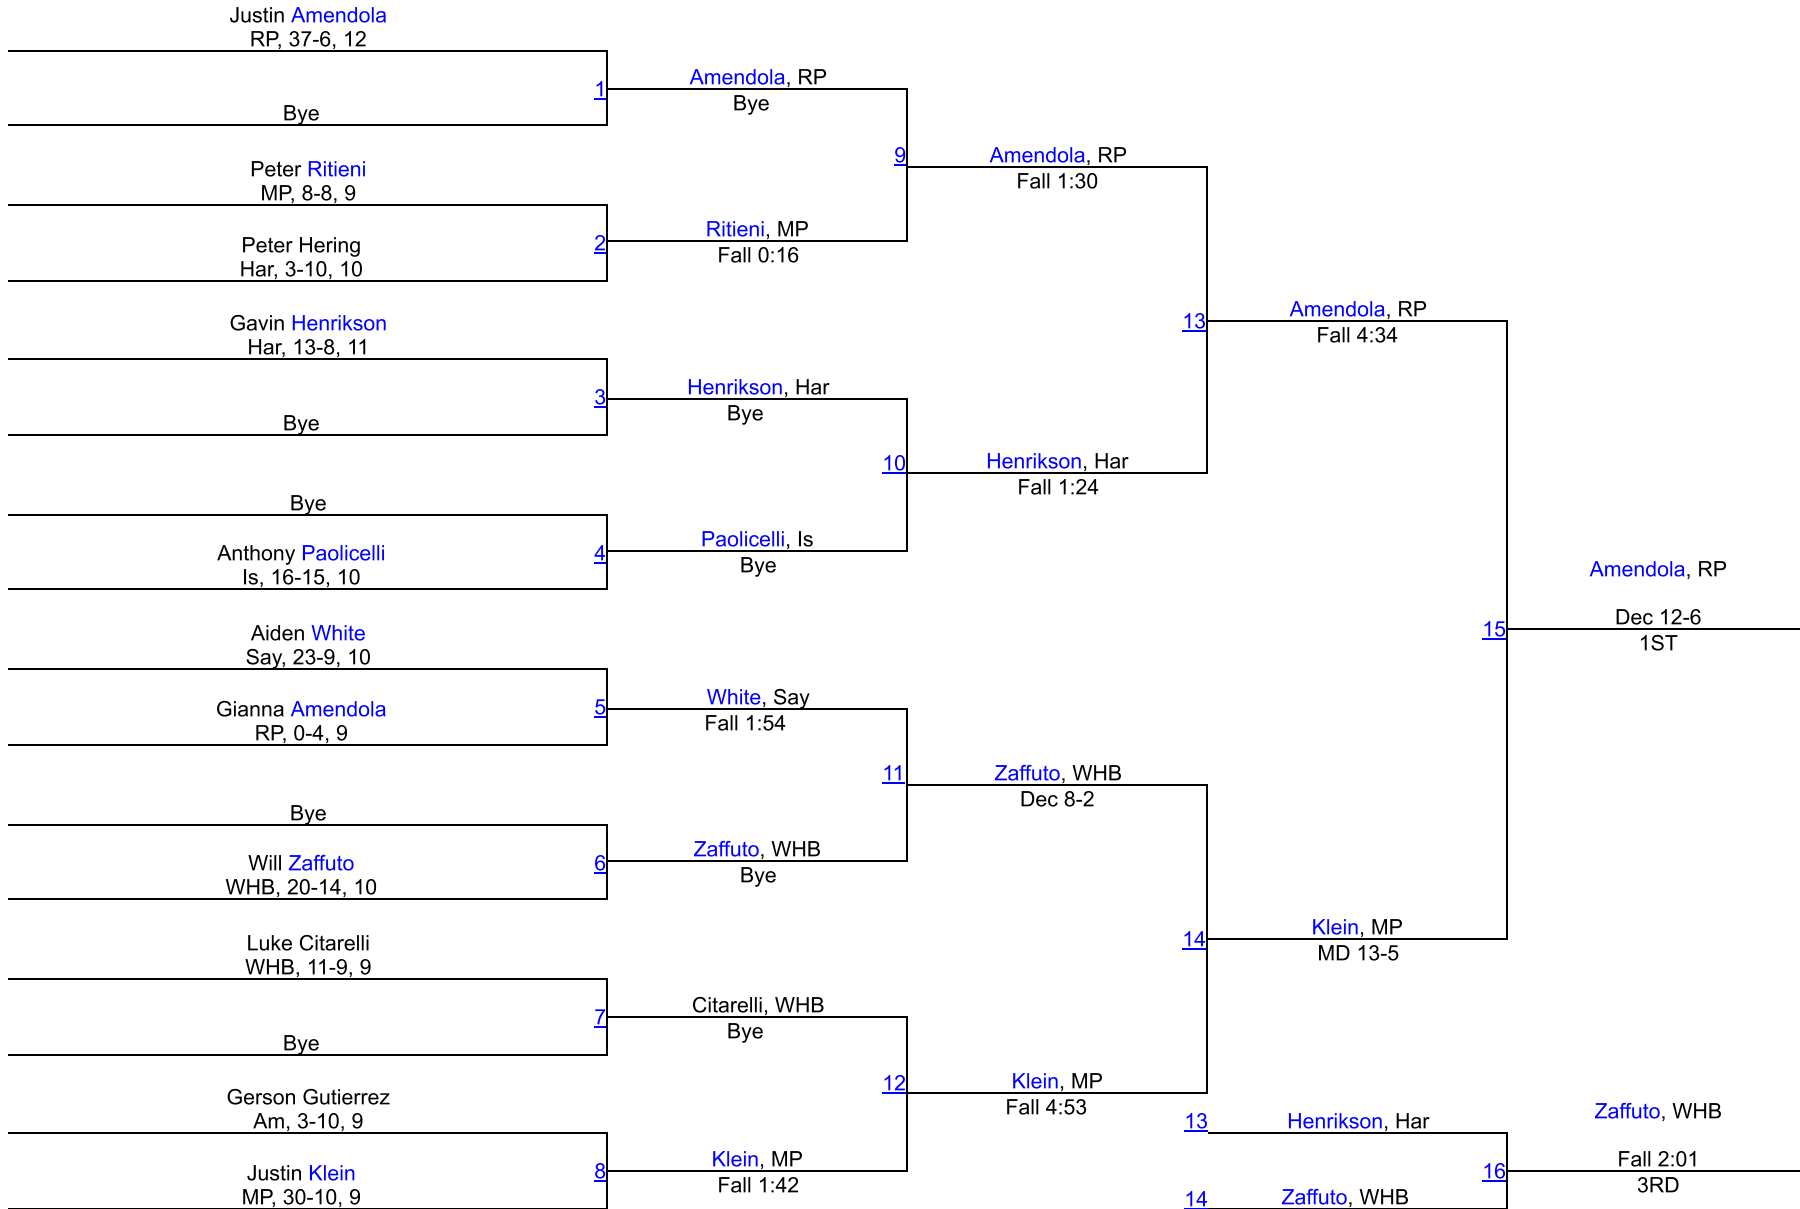 Justin Amendola
RP, 37-6, 12
1
Amendola, RP
Bye
Bye
Peter Ritieni
MP, 8-8, 9
9
Amendola, RP
Fall 1:30
2
Ritieni, MP
Fall 0:16
Peter Hering
Har, 3-10, 10
Gavin Henrikson
Har, 13-8, 11
13
Amendola, RP
Fall 4:34
3
Henrikson, Har
Bye
Bye
10
Henrikson, Har
Fall 1:24
Bye
4
Paolicelli, Is
Bye
Anthony Paolicelli
Is, 16-15, 10
Amendola, RP
15
Dec 12-6
1ST
Aiden White
Say, 23-9, 10
5
White, Say
Fall 1:54
Gianna Amendola
RP, 0-4, 9
11
Zaffuto, WHB
Dec 8-2
Bye
6
Zaffuto, WHB
Bye
Will Zaffuto
WHB, 20-14, 10
14
Klein, MP
MD 13-5
Luke Citarelli
WHB, 11-9, 9
7
Citarelli, WHB
Bye
Bye
12
Klein, MP
Fall 4:53
Gerson Gutierrez
Am, 3-10, 9
8
Klein, MP
Fall 1:42
Justin Klein
MP, 30-10, 9
13
Henrikson, Har
Zaffuto, WHB
16
Fall 2:01
3RD
14
Zaffuto, WHB